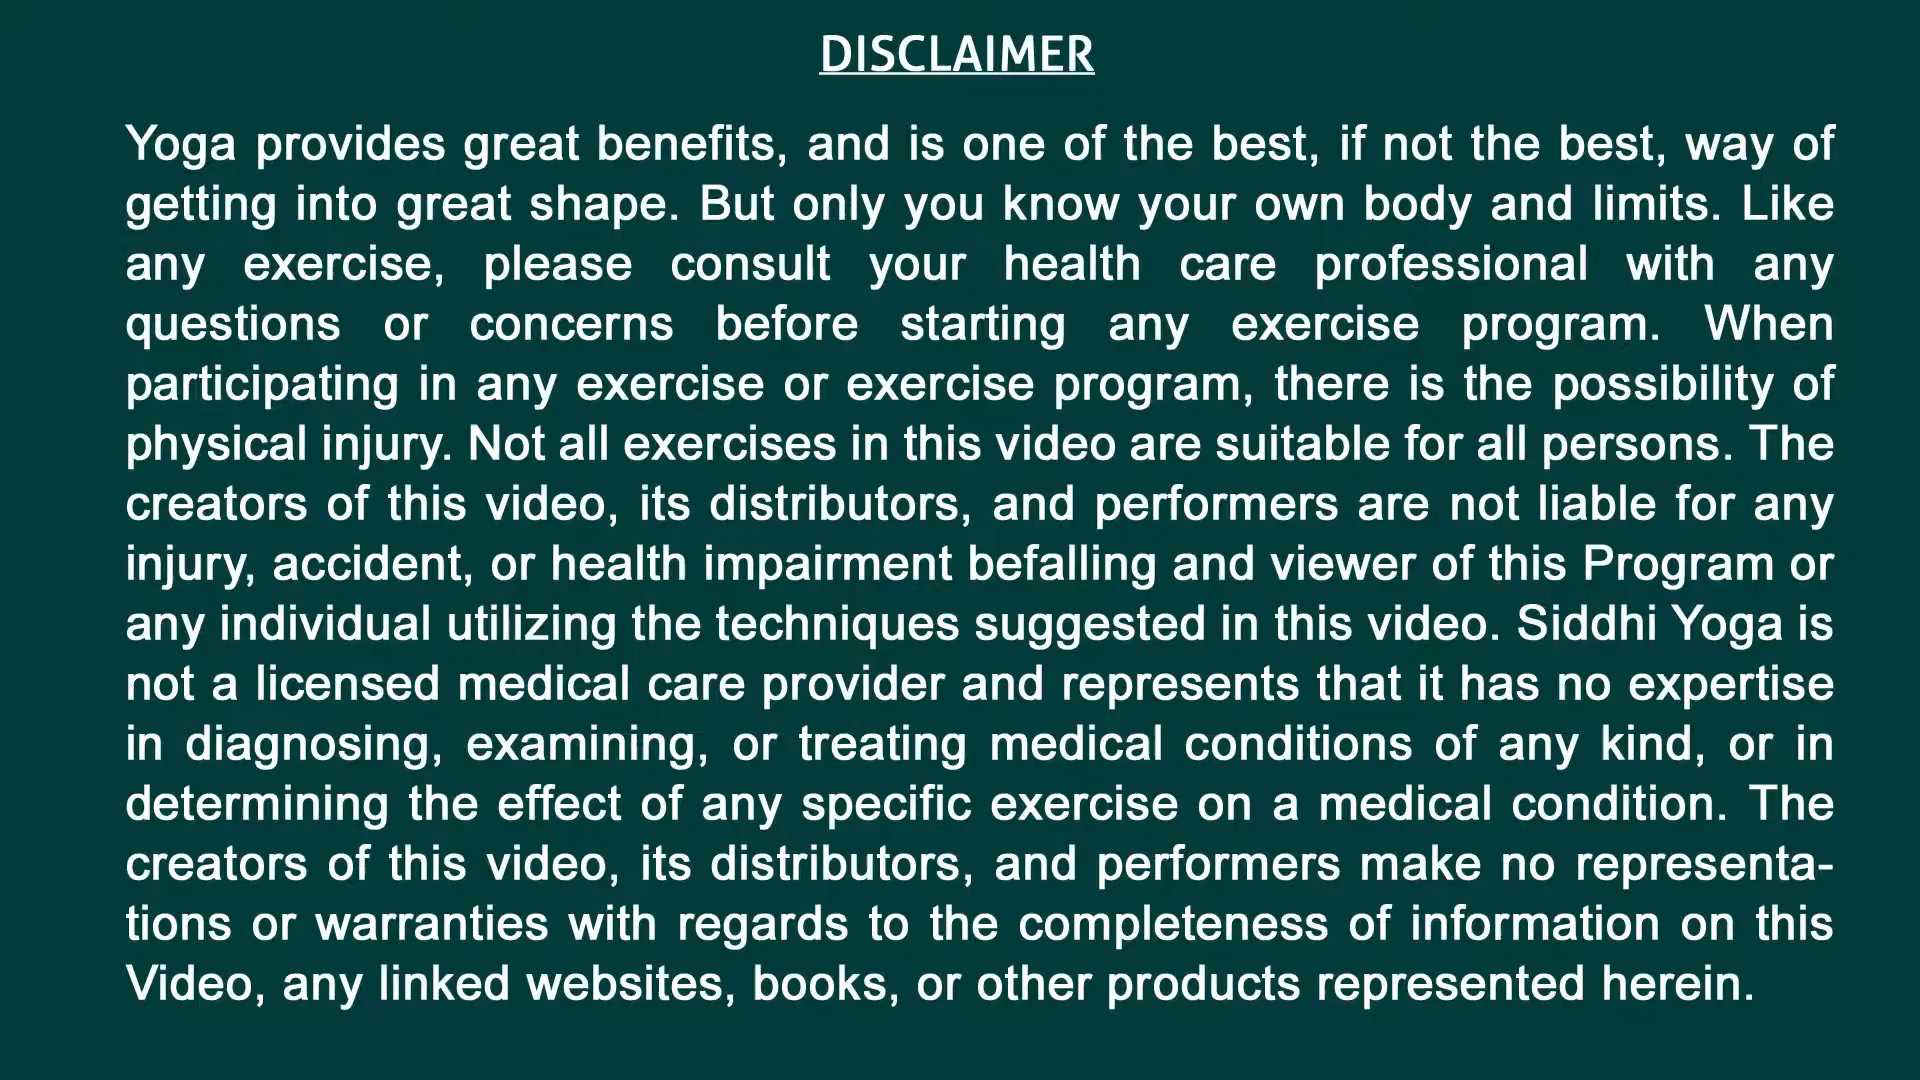 DISCLAIMER
Yoga provides great benefits, and is one of the best, if not the best, way of
getting into great shape. But only you know your own body and limits. Like
any exercise, please consult your health care professional with any
questions or concerns before starting any exercise program. When
participating in any exercise or exercise program, there is the possibility of
physical injury. Not all exercises in this video are suitable for all persons. The
creators of this video, its distributors, and performers are not liable for any
injury, accident, or health impairment befalling and viewer of this Program or
any individual utilizing the techniques suggested in this video. Siddhi Yoga is
not a licensed medical care provider and represents that it has no expertise
in diagnosing, examining, or treating medical conditions of any kind, or in
determining the effect of any specific exercise on a medical condition. The
creators of this video, its distributors, and performers make no representa-
tions or warranties with regards to the completeness of information on this
Video, any linked websites, books, or other products represented herein.